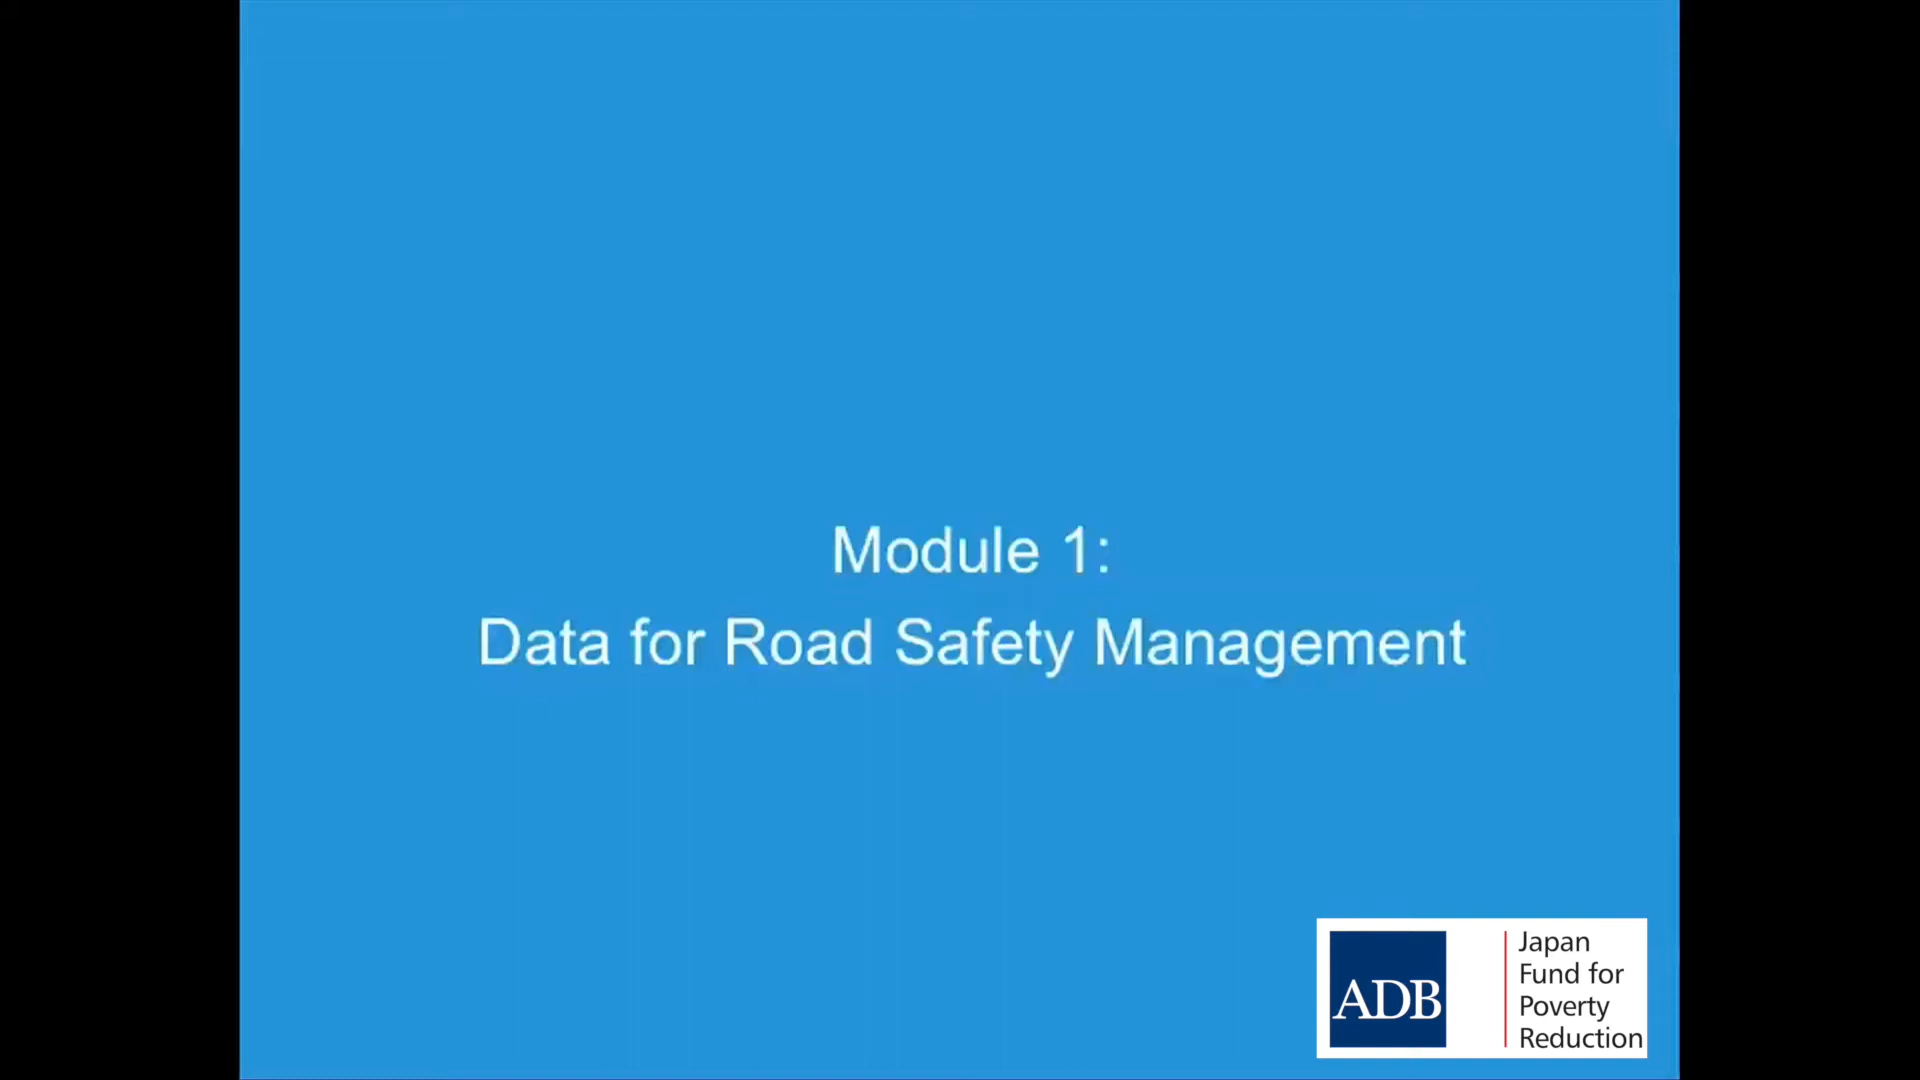 Module 1:
Data for Road Safety Management
ADB
Japan
Fund for
Poverty
Reduction